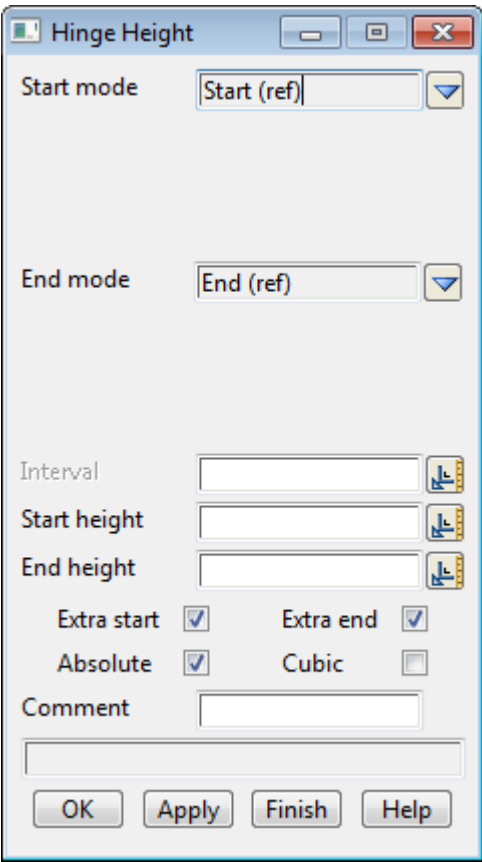 Hinge Height
Start mode Start (ref)
End mode End (ref)
Interval
Start height
End height
Extra start Extra end
Absolute Cubic
Comment
OK Apply Finish Help